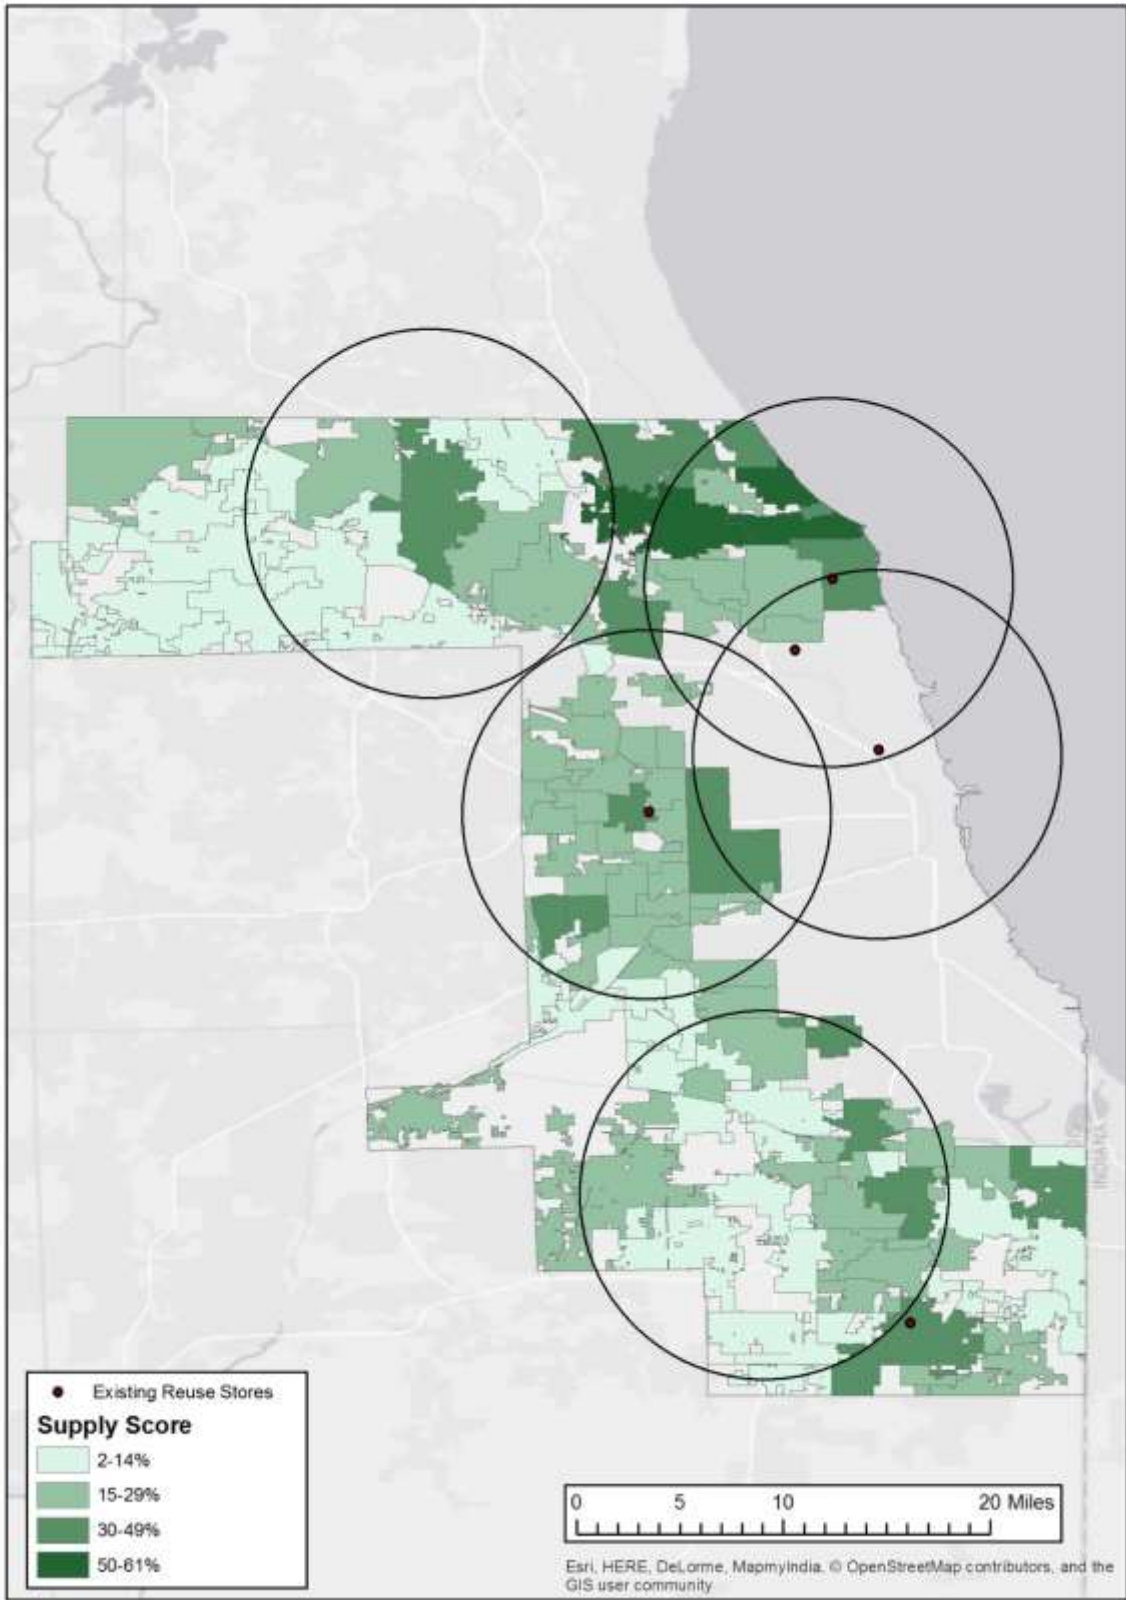 INDIANA
Existing Reuse Stores
Supply Score
2-14%
15-29%
30-49%
50-61%
0 5 10 20 Miles
Esri, HERE, DeLorme, MapmyIndia, © OpenStreetMap contributors, and the
GIS user community